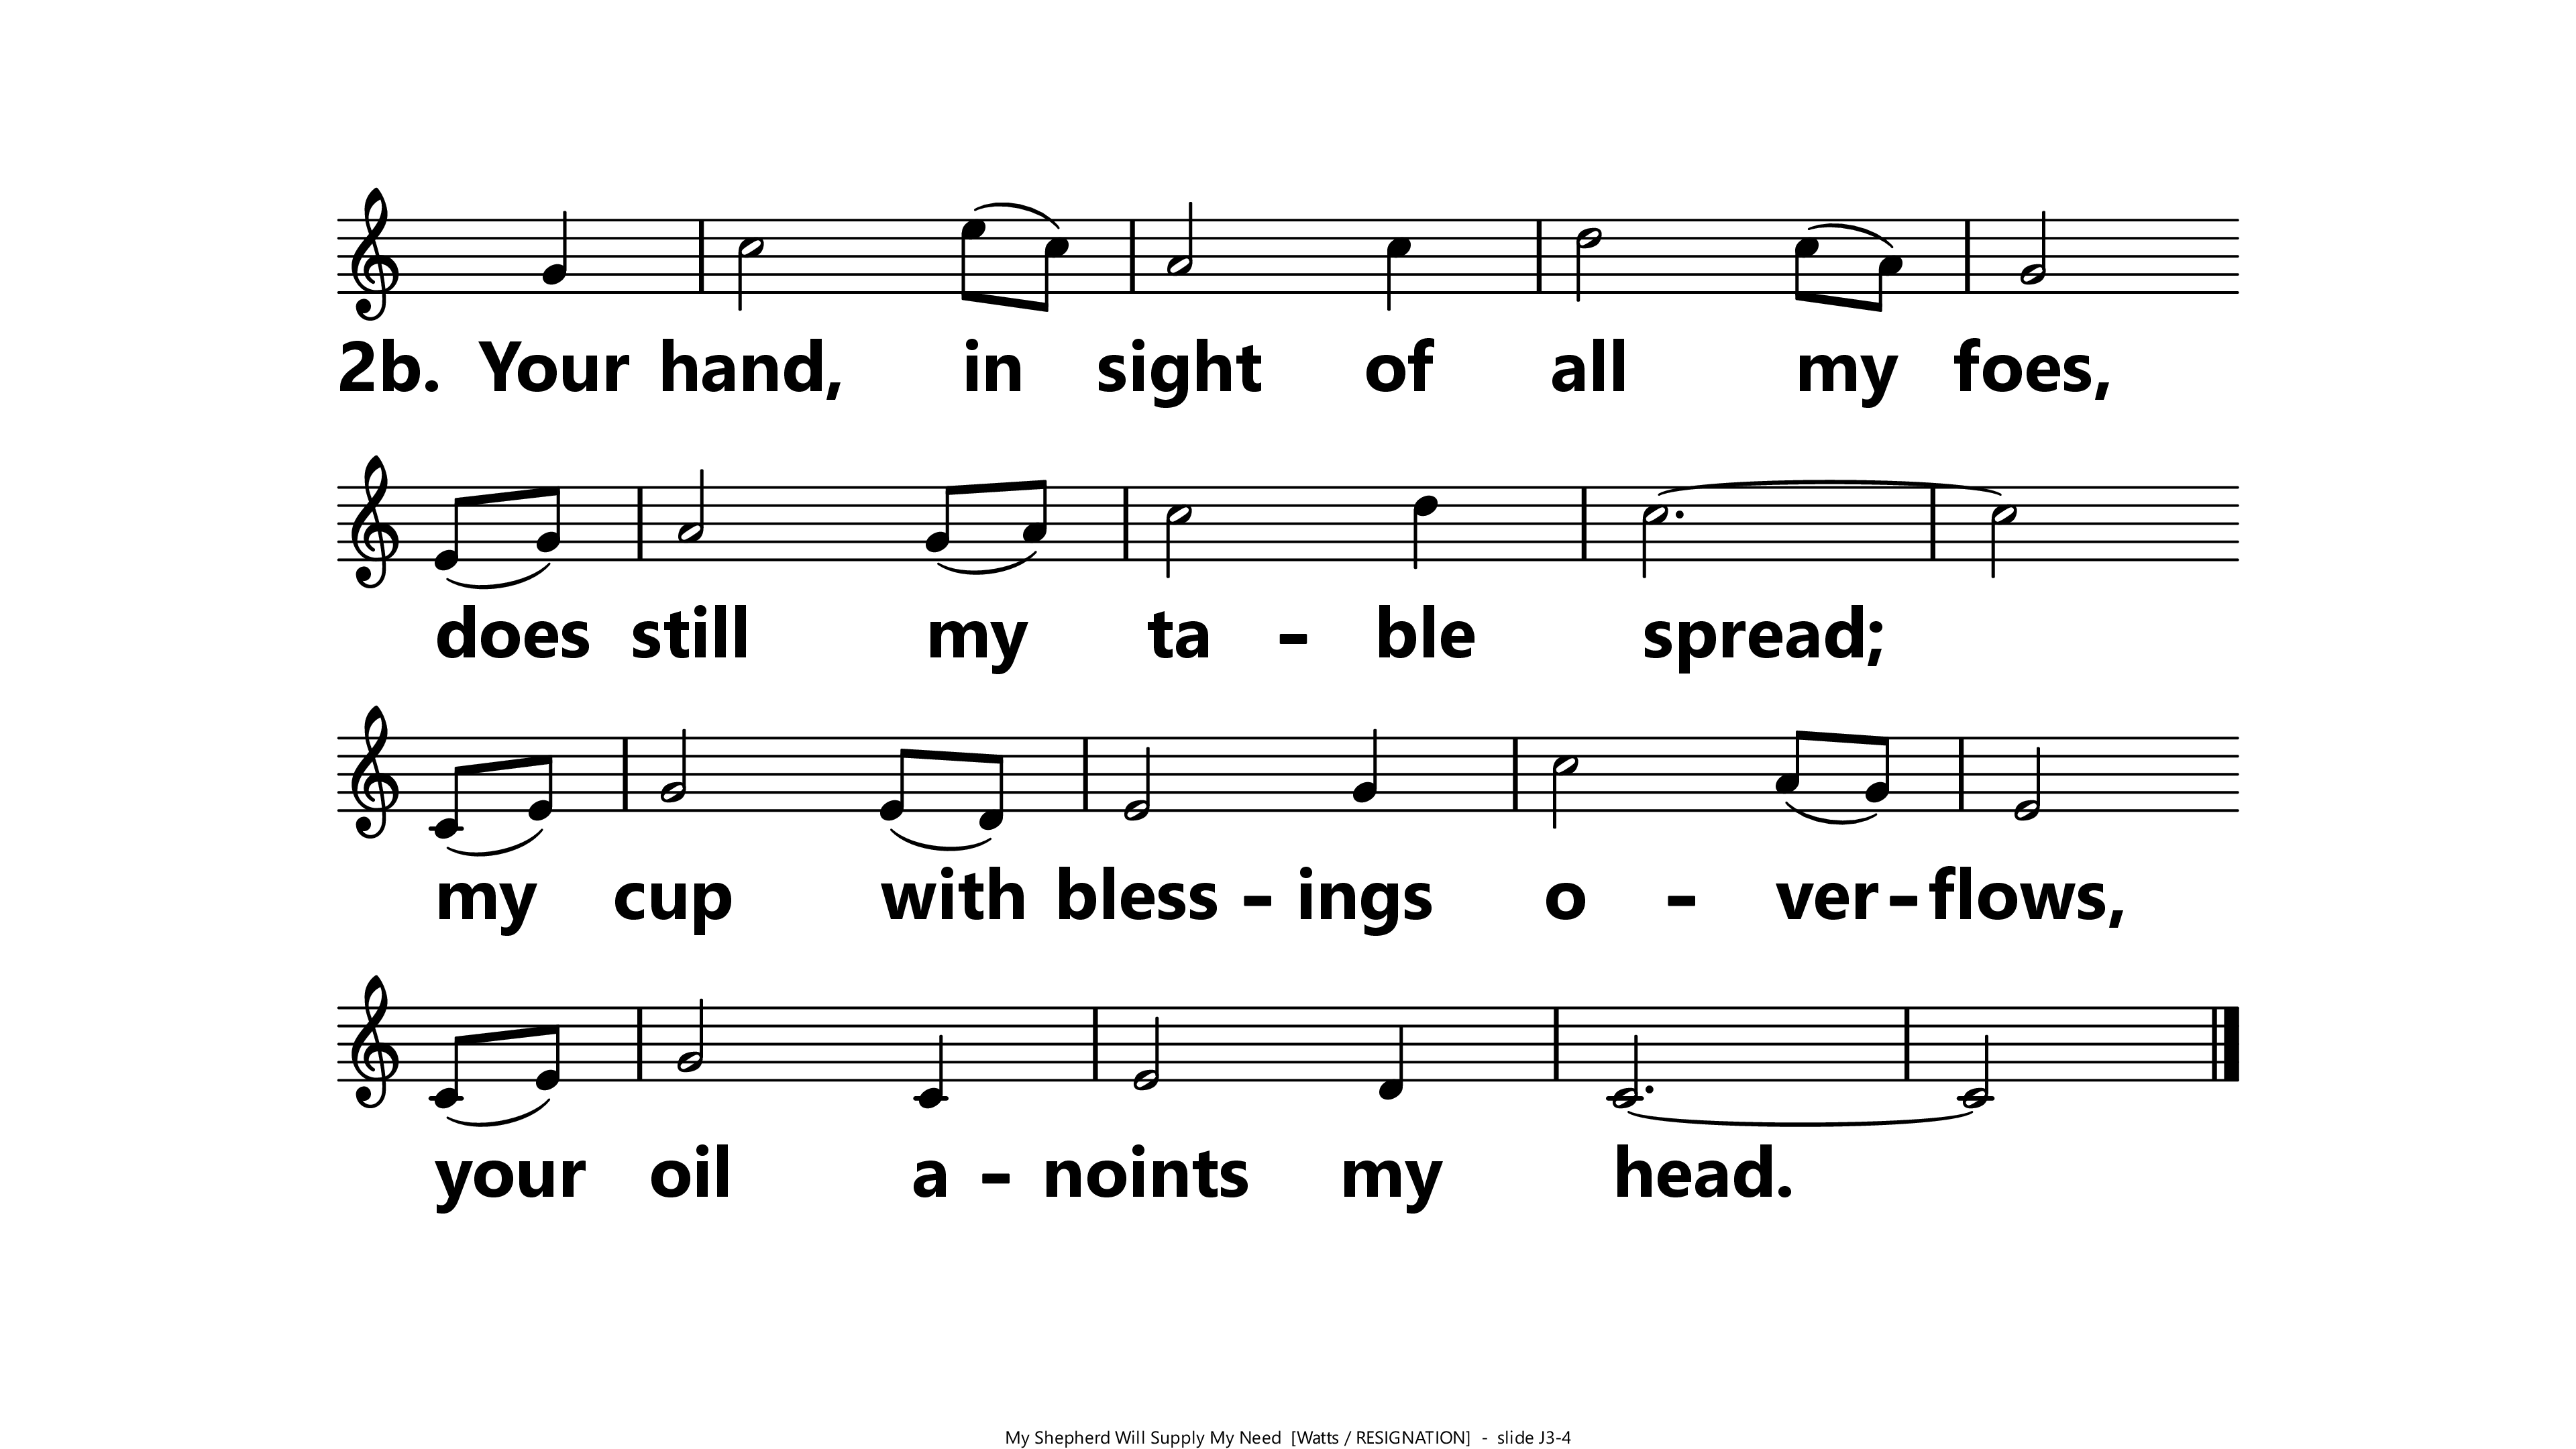 2b. Your hand, in sight of all my foes,
does still my ta - ble spread;
my cup with bless - ings o - ver - flows,
your oil a - noints my head.
My Shepherd Will Supply My Need [Watts / RESIGNATION] - slide J3-4